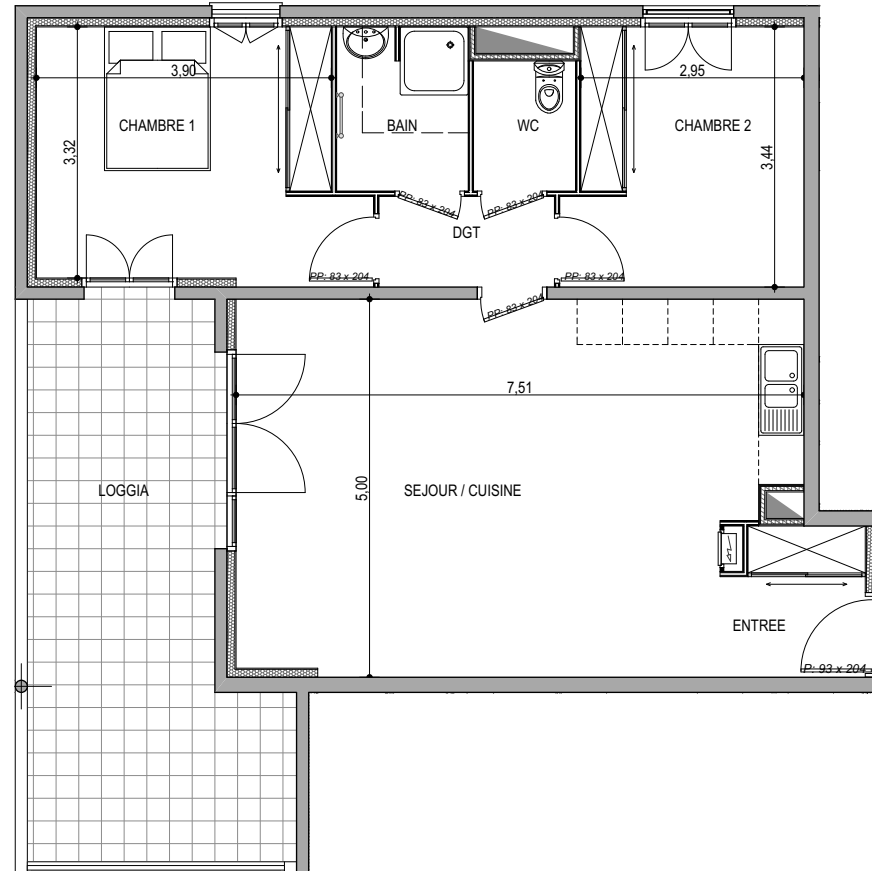 3,90
2,95
CHAMBRE 1
BAIN
WC
CHAMBRE 2
3,32
3,44
PP: 83 x 204
PP: 83 x 204
DGT
PP: 83 x 204
PP: 83 x 204
PP: 83 x 204
7,51
LOGGIA
5,00
SEJOUR / CUISINE
ENTREE
P: 93 x 204